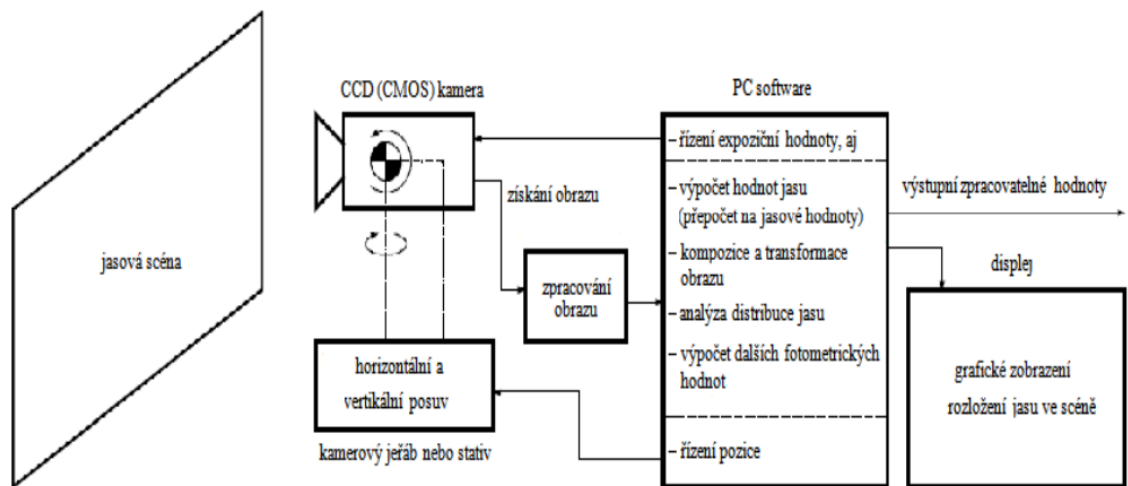 CCD (CMOS) kamera
PC software
– řízení expoziční hodnoty, aj
– výpočet hodnot jasu
(přepočet na jasové hodnoty)
– kompozice a transformace
obrazu
– analýza distribuce jasu
– výpočet dalších fotometrických
hodnot
– řízení pozice
výstupní zpracovatelné hodnoty
získání obrazu
jasová scéna
zpracování
obrazu
displej
horizontální a
vertikální posuv
kamerový jeřáb nebo stativ
grafické zobrazení
rozložení jasu ve scéně